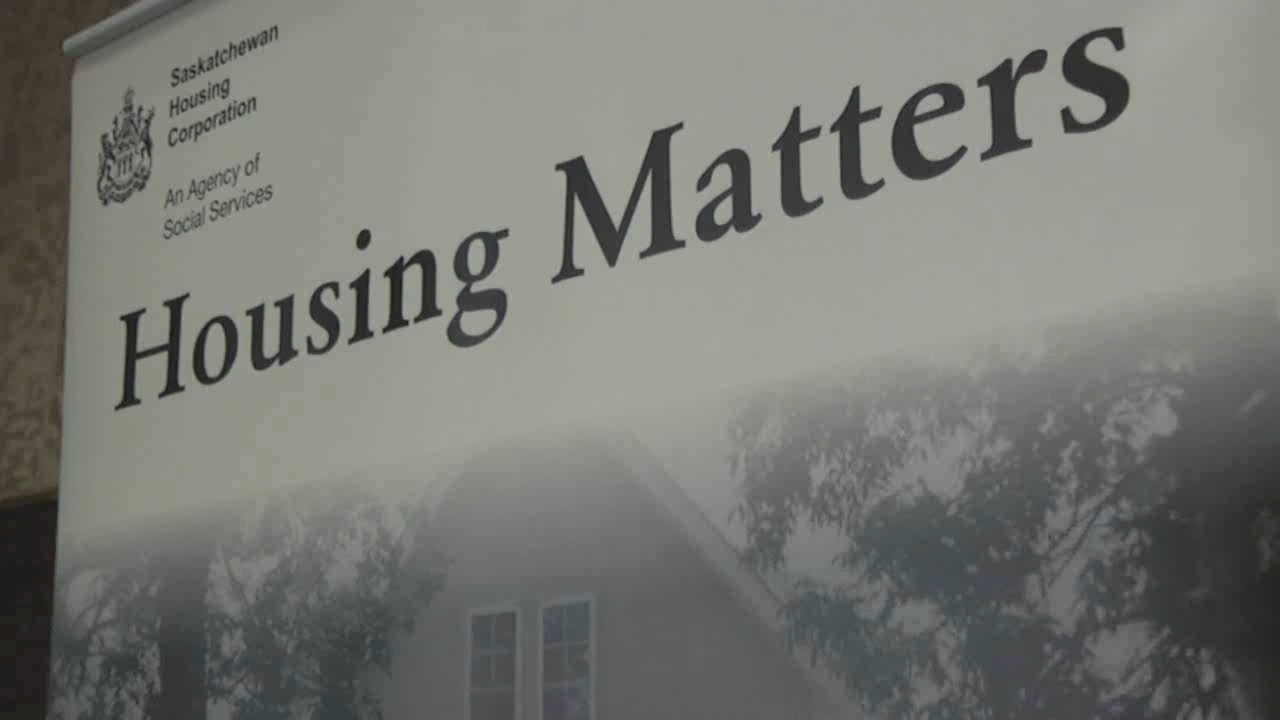 Saskatchewan
Housing
Corporation
An Agency of
Social Services
Housing Matters